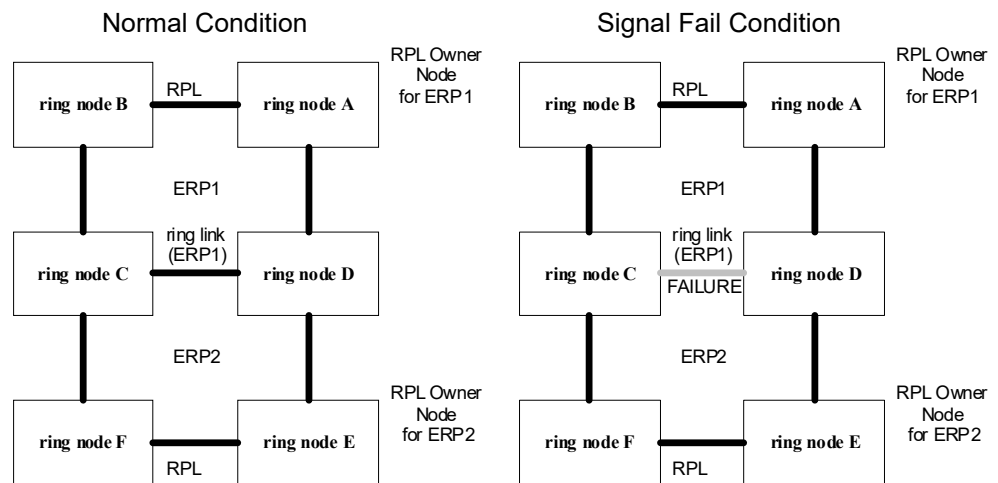 Normal Condition
RPL Owner
Node
for ERP1
ring node B
RPL
ring node A
ERP1
ring link
(ERP1)
ring node C
ring node D
ERP2
RPL Owner
Node
for ERP2
ring node F
RPL
ring node E
Signal Fail Condition
RPL Owner
Node
for ERP1
ring node B
RPL
ring node A
ERP1
ring link
(ERP1)
ring node C
FAILURE
ring node D
ERP2
RPL Owner
Node
for ERP2
ring node F
RPL
ring node E